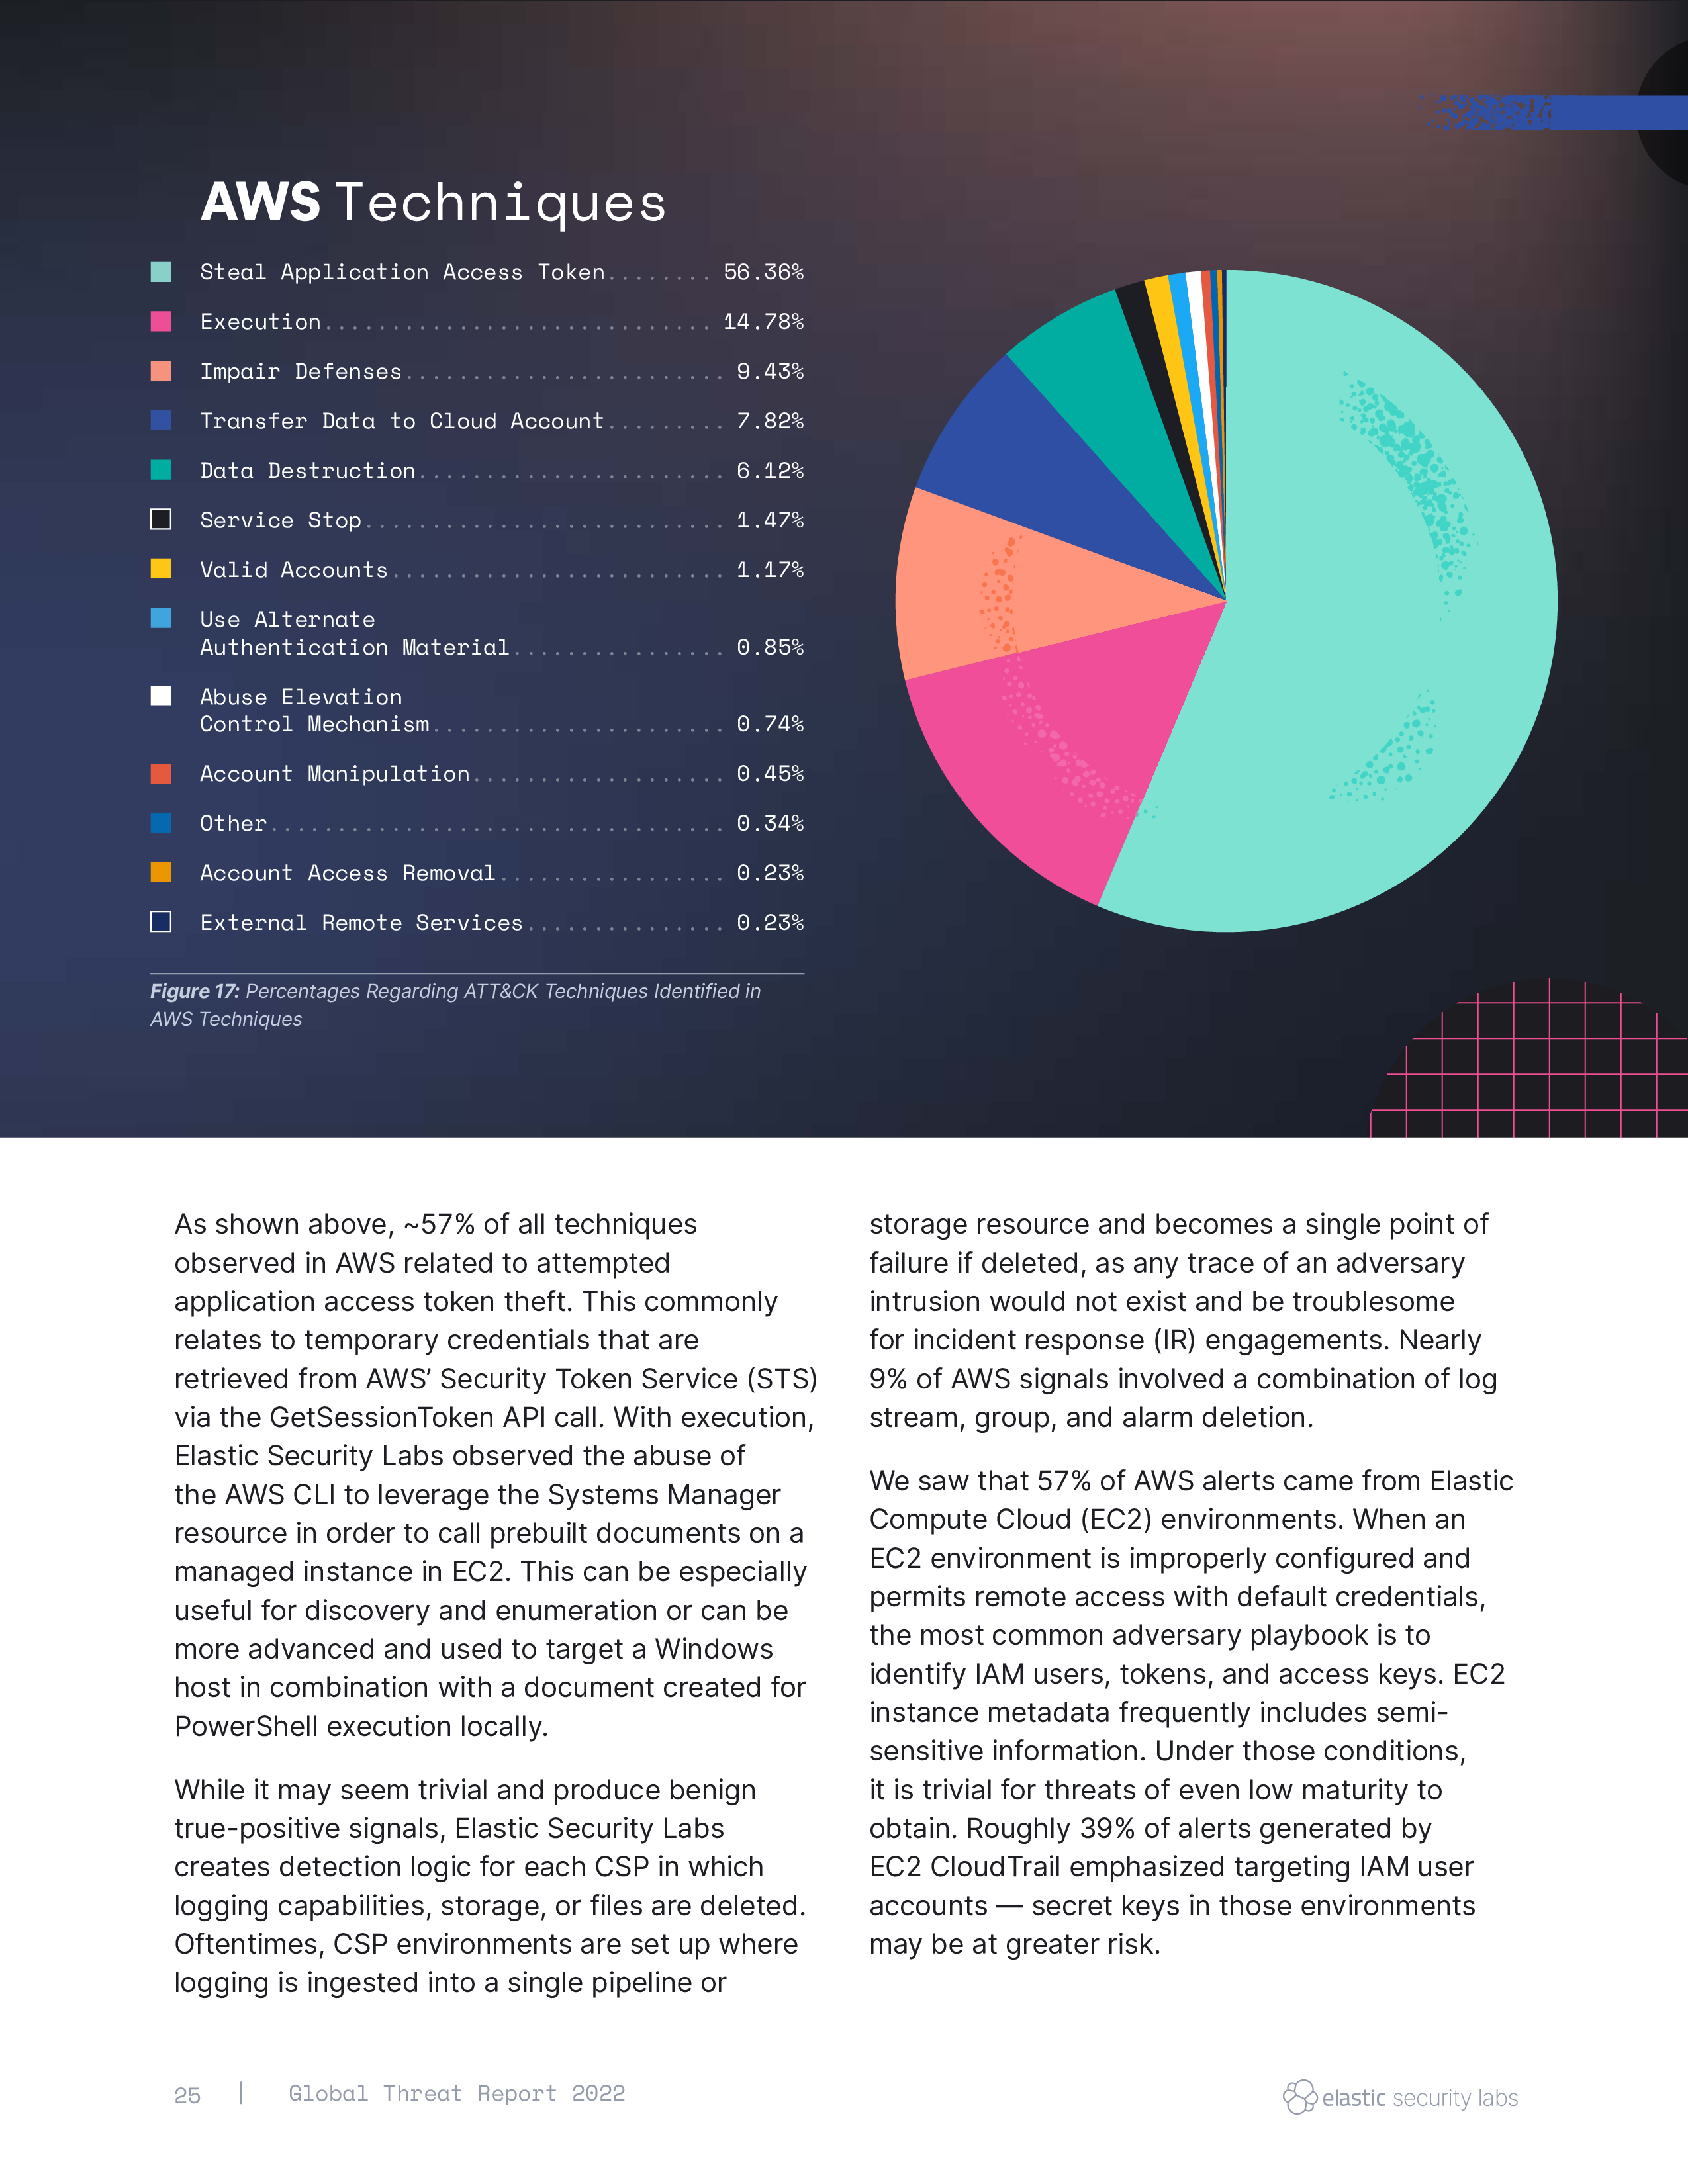 AWS Techniques
Steal Application Access Token........ 56.36%
Execution............................. 14.78%
Impair Defenses........................ 9.43%
Transfer Data to Cloud Account......... 7.82%
Data Destruction....................... 6.12%
Service Stop........................... 1.47%
Valid Accounts......................... 1.17%
Use Alternate
Authentication Material................ 0.85%
Abuse Elevation
Control Mechanism...................... 0.74%
Account Manipulation................... 0.45%
Other.................................. 0.34%
Account Access Removal................. 0.23%
External Remote Services............... 0.23%
Figure 17: Percentages Regarding ATT&CK Techniques Identified in
AWS Techniques
As shown above, ~57% of all techniques
observed in AWS related to attempted
application access token theft. This commonly
relates to temporary credentials that are
retrieved from AWS’ Security Token Service (STS)
via the GetSessionToken API call. With execution,
Elastic Security Labs observed the abuse of
the AWS CLI to leverage the Systems Manager
resource in order to call prebuilt documents on a
managed instance in EC2. This can be especially
useful for discovery and enumeration or can be
more advanced and used to target a Windows
host in combination with a document created for
PowerShell execution locally.
While it may seem trivial and produce benign
true-positive signals, Elastic Security Labs
creates detection logic for each CSP in which
logging capabilities, storage, or files are deleted.
Oftentimes, CSP environments are set up where
logging is ingested into a single pipeline or
storage resource and becomes a single point of
failure if deleted, as any trace of an adversary
intrusion would not exist and be troublesome
for incident response (IR) engagements. Nearly
9% of AWS signals involved a combination of log
stream, group, and alarm deletion.
We saw that 57% of AWS alerts came from Elastic
Compute Cloud (EC2) environments. When an
EC2 environment is improperly configured and
permits remote access with default credentials,
the most common adversary playbook is to
identify IAM users, tokens, and access keys. EC2
instance metadata frequently includes semi-
sensitive information. Under those conditions,
it is trivial for threats of even low maturity to
obtain. Roughly 39% of alerts generated by
EC2 CloudTrail emphasized targeting IAM user
accounts — secret keys in those environments
may be at greater risk.
25 | Global Threat Report 2022
elastic security labs